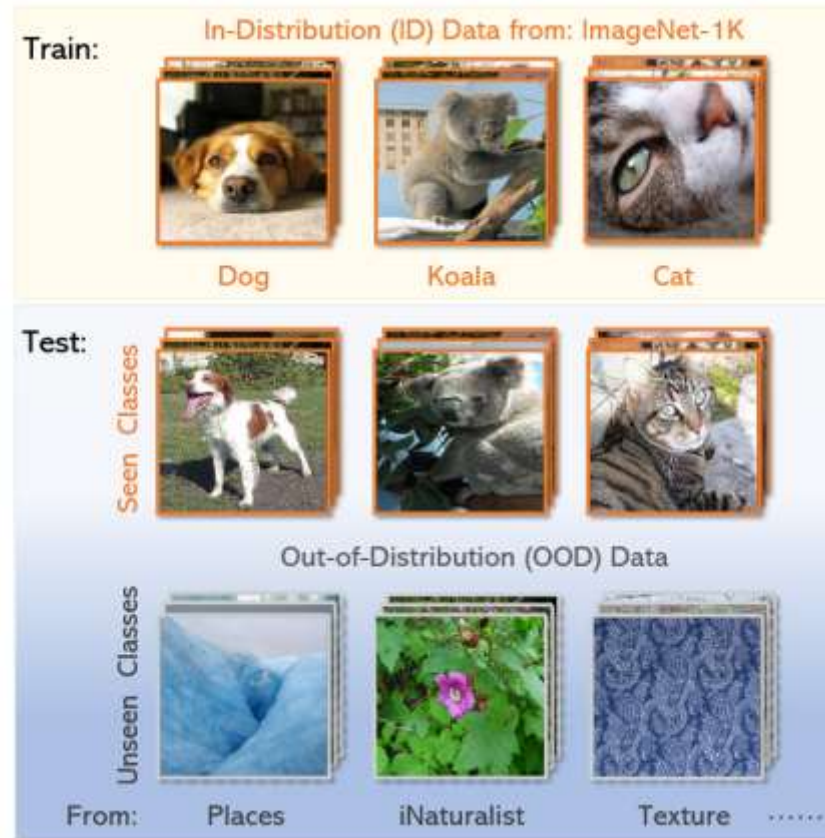 In-Distribution (ID) Data from: ImageNet-1K
Train:
Dog Koala Cat
Test:
Seen Classes
Out-of-Distribution (OOD) Data
Unseen Classes
From: Places iNaturalist Texture ......